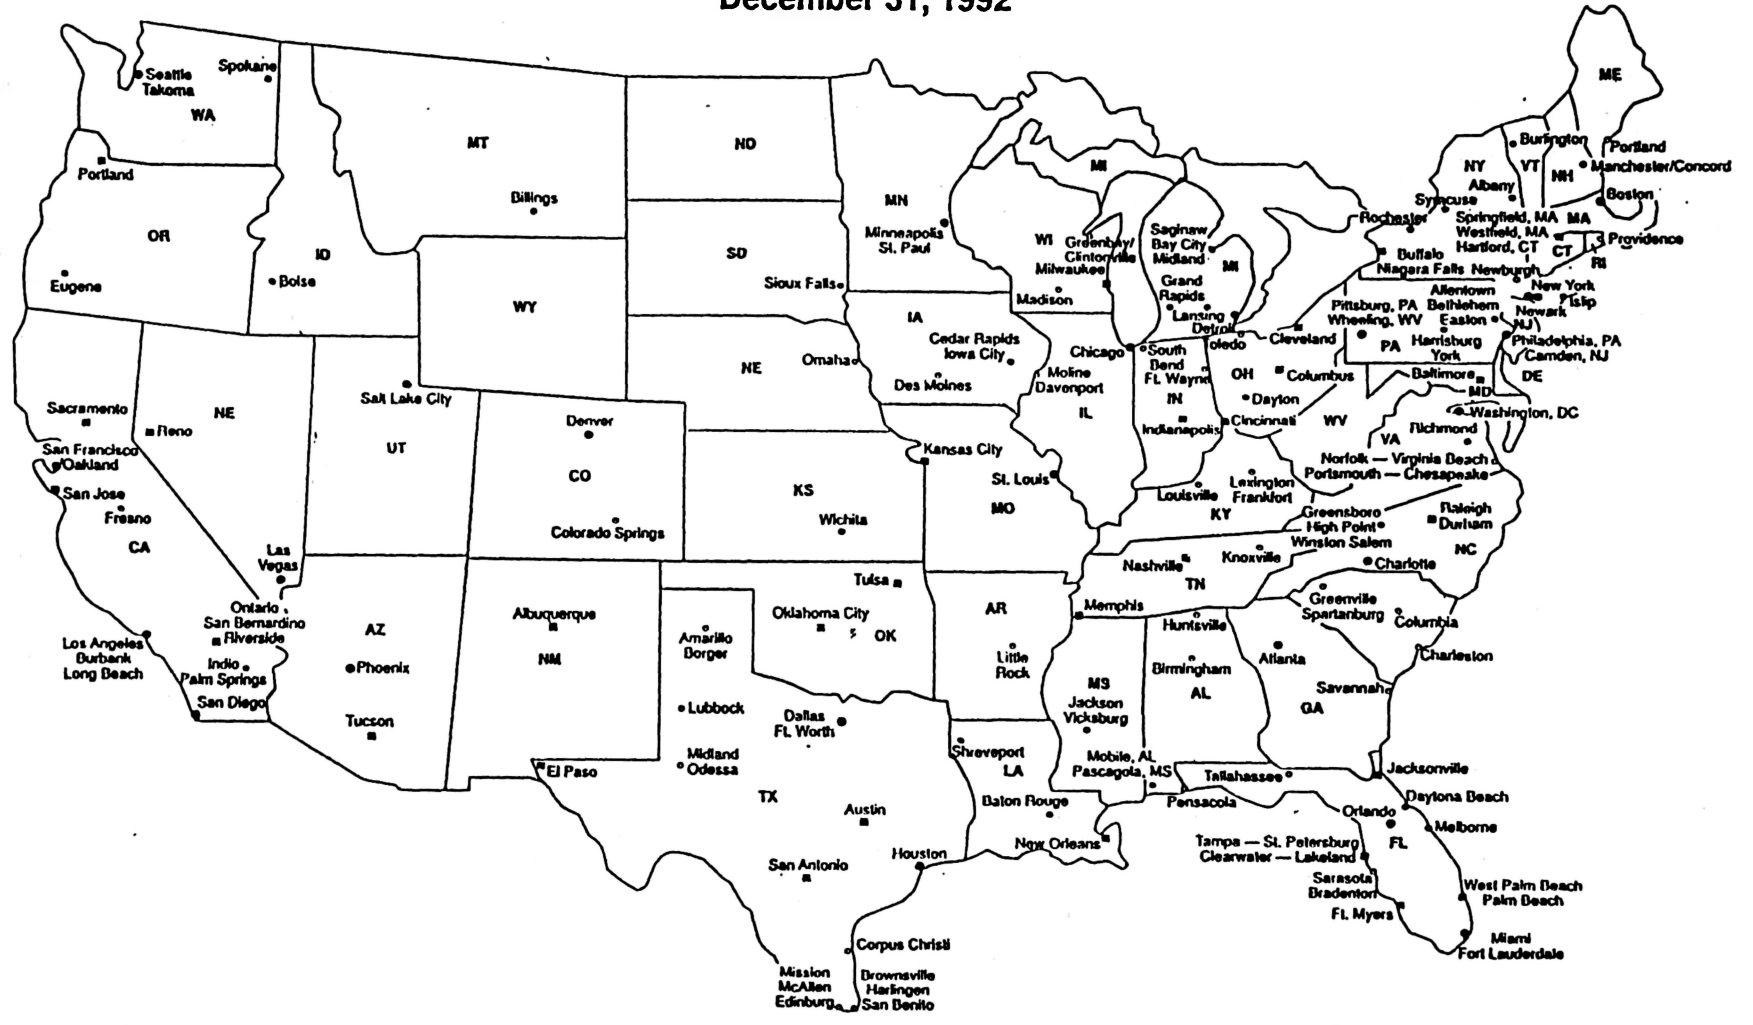 December 31, 1992
Seattle
Takoma
Spokane
WA
Portland
OR
Eugene
ID
Boise
MT
Billings
WY
ND
SD
Sioux Falls
NE
Omaha
MN
Minneapolis
St. Paul
WI
Greenbay/
Clintonville
Milwaukee
Madison
MI
Saginaw
Bay City
Midland
MI
Grand
Rapids
Lansing
Detroit
oledo
IA
Cedar Rapids
Iowa City
Des Moines
Moline
Davenport
Chicago
IL
South
Bend
Ft. Wayne
IN
Indianapolis
OH
Cleveland
Columbus
Dayton
Cincinnati
ME
Portland
Burlington
VT
NH
Manchester/Concord
Boston
NY
Albany
Syracuse
Rochester
Buffalo
Niagara Falls
Springfield, MA
Westfield, MA
Hartford, CT
MA
CT
RI
Providence
Newburgh
New York
Islip
Newark
NJ
Allentown
Bethlehem
Easton
Pittsburg, PA
Wheeling, WV
PA
Harrisburg
York
Philadelphia, PA
Camden, NJ
DE
Baltimore
MD
Washington, DC
WV
VA
Richmond
Norfolk — Virginia Beach
Portsmouth — Chesapeake
Sacramento
Reno
NE
San Francisco
/Oakland
San Jose
Fresno
CA
Las
Vegas
Ontario
San Bernardino
Riverside
Los Angeles
Burbank
Long Beach
Indio
Palm Springs
San Diego
Salt Lake City
UT
Denver
CO
Colorado Springs
KS
Wichita
Kansas City
St. Louis
MO
Louisville
Lexington
Frankfort
KY
Greensboro
High Point
Winston Salem
Raleigh
Durham
NC
Charlotte
Nashville
Knoxville
TN
Memphis
AZ
Phoenix
Tucson
Albuquerque
NM
Tulsa
Oklahoma City
OK
AR
Little
Rock
Amarillo
Borger
Lubbock
Dallas
Ft. Worth
Midland
Odessa
El Paso
TX
Austin
San Antonio
Houston
Corpus Christi
Mission
McAllen
Edinburg
Brownsville
Harlingen
San Benito
Shreveport
LA
Baton Rouge
New Orleans
MS
Jackson
Vicksburg
Mobile, AL
Pascagola, MS
Huntsville
Birmingham
AL
Atlanta
GA
Savannah
Greenville
Spartanburg
Columbia
Charleston
Pensacola
Tallahassee
Jacksonville
Daytona Beach
Orlando
Melborne
FL
Tampa — St. Petersburg
Clearwater — Lakeland
Sarasota
Bradenton
Ft. Myers
West Palm Beach
Palm Beach
Miami
Fort Lauderdale